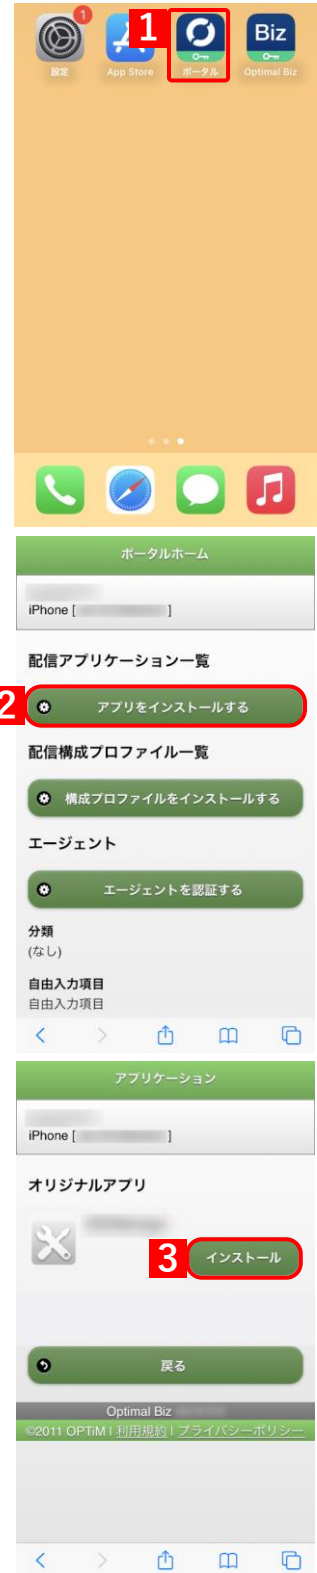 1
1
Biz
設定
App Store
ポータル
Optimal Biz
ポータルホーム
iPhone [ ]
配信アプリケーション一覧
2
アプリをインストールする
配信構成プロファイル一覧
構成プロファイルをインストールする
エージェント
エージェントを認証する
分類
(なし)
自由入力項目
自由入力項目
アプリケーション
iPhone [ ]
オリジナルアプリ
3
インストール
戻る
Optimal Biz
©2011 OPTiM | 利用規約 | プライバシーポリシー